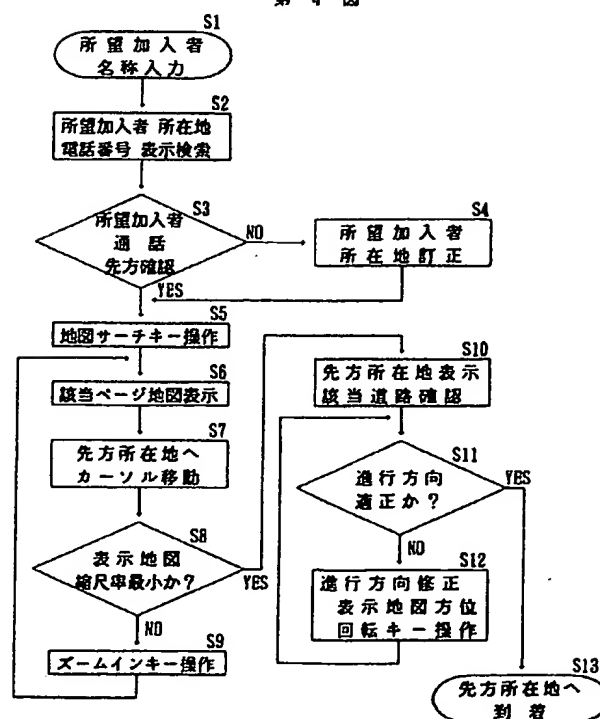 S1
所望加入者
名称入力
S2
所望加入者 所在地
電話番号 表示検索
S3
所望加入者
通話
先方確認
NO
YES
S4
所望加入者
所在地訂正
S5
地図サーチキー操作
S6
該当ページ地図表示
S7
先方所在地へ
カーソル移動
S8
表示地図
縮尺率最小か?
YES
NO
S9
ズームインキー操作
S10
先方所在地表示
該当道路確認
S11
進行方向
適正か?
YES
NO
S12
進行方向修正
表示地図方位
回転キー操作
S13
先方所在地へ
到着